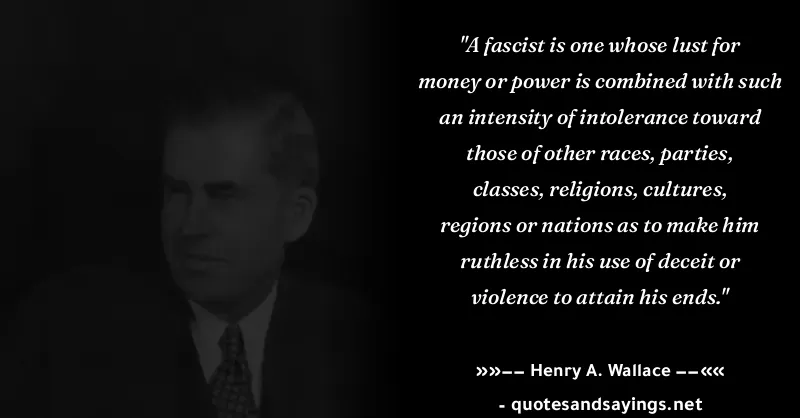 "A fascist is one whose lust for
money or power is combined with such
an intensity of intolerance toward
those of other races, parties,
classes, religions, cultures,
regions or nations as to make him
ruthless in his use of deceit or
violence to attain his ends."
»»—— Henry A. Wallace ——««
- quotesandsayings.net